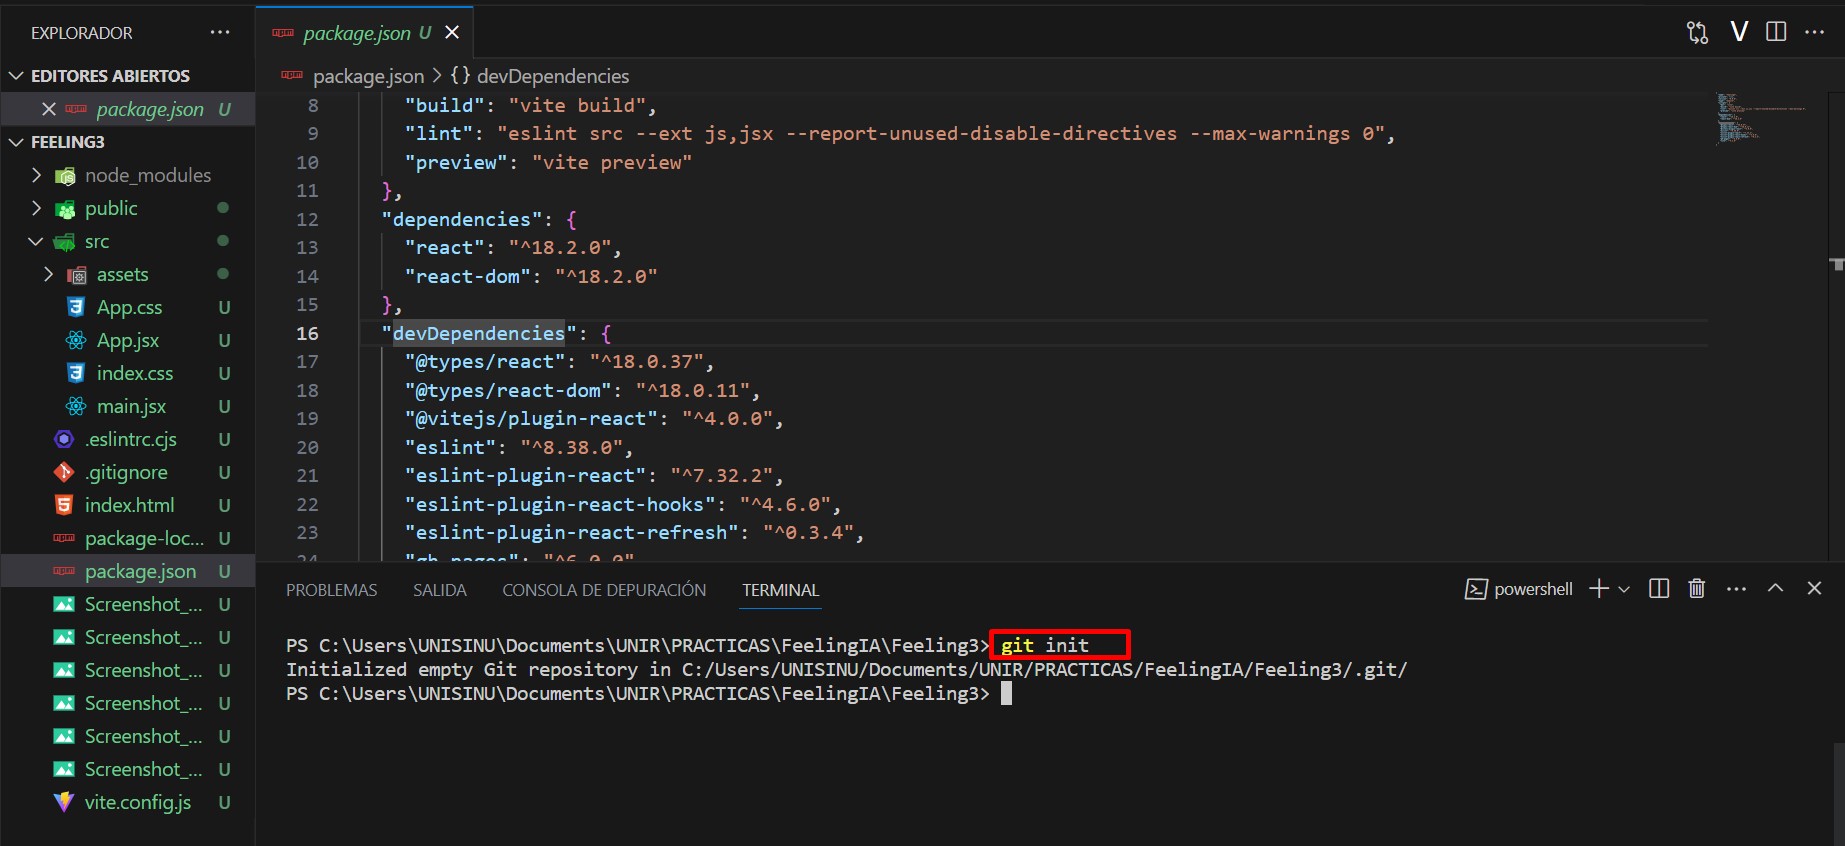 EXPLORADOR
EDITORES ABIERTOS
package.json U
FEELING3
node_modules
public
src
assets
App.css U
App.jsx U
index.css U
main.jsx U
.eslintrc.cjs U
.gitignore U
index.html U
package-loc... U
package.json U
Screenshot_... U
Screenshot_... U
Screenshot_... U
Screenshot_... U
Screenshot_... U
Screenshot_... U
vite.config.js U
package.json U
package.json > {} devDependencies
8 "build": "vite build",
9 "lint": "eslint src --ext js,jsx --report-unused-disable-directives --max-warnings 0",
10 "preview": "vite preview"
11 },
12 "dependencies": {
13 "react": "^18.2.0",
14 "react-dom": "^18.2.0"
15 },
16 "devDependencies": {
17 "@types/react": "^18.0.37",
18 "@types/react-dom": "^18.0.11",
19 "@vitejs/plugin-react": "^4.0.0",
20 "eslint": "^8.38.0",
21 "eslint-plugin-react": "^7.32.2",
22 "eslint-plugin-react-hooks": "^4.6.0",
23 "eslint-plugin-react-refresh": "^0.3.4",
24 "gh-pages": "^6.0.0"
PROBLEMAS SALIDA CONSOLA DE DEPURACIÓN TERMINAL powershell
PS C:\Users\UNISINU\Documents\UNIR\PRACTICAS\FeelingIA\Feeling3> git init
Initialized empty Git repository in C:/Users/UNISINU/Documents/UNIR/PRACTICAS/FeelingIA/Feeling3/.git/
PS C:\Users\UNISINU\Documents\UNIR\PRACTICAS\FeelingIA\Feeling3>